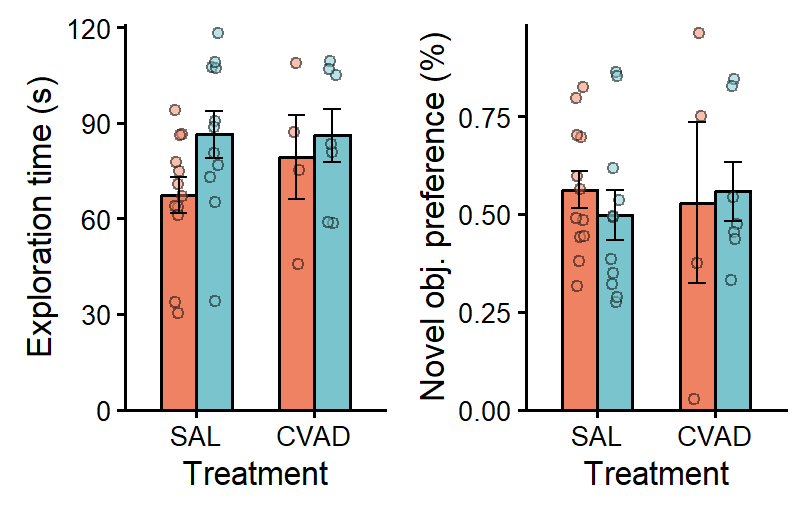 Exploration time (s)
120
90
60
30
0
SAL
CVAD
Treatment
Novel obj. preference (%)
0.75
0.50
0.25
0.00
SAL
CVAD
Treatment